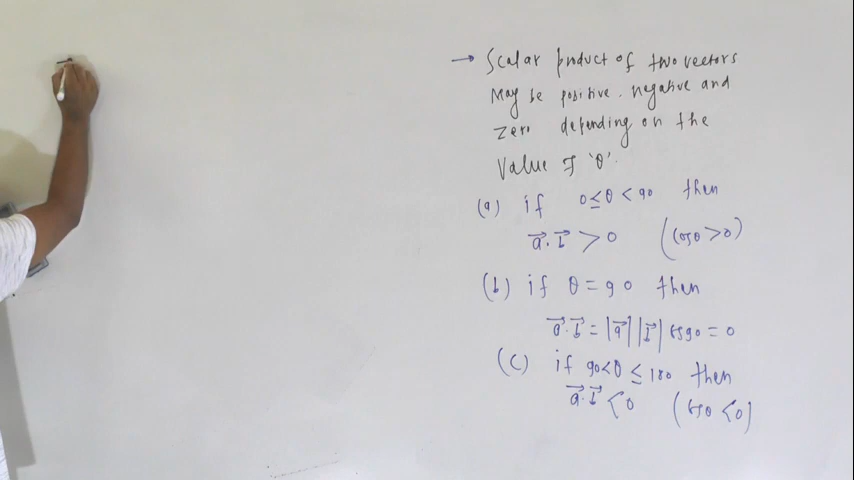 → Scalar product of two vectors
May be positive, negative and
zero depending on the
value of 'θ'.
(a) if 0≤θ<90 then
a⃗.b⃗ > 0 (cosθ>0)
(b) if θ=90 then
a⃗.b⃗ = |a⃗||b⃗| cos90 = 0
(C) if 90<θ≤180 then
a⃗.b⃗ <0 (cosθ <0)